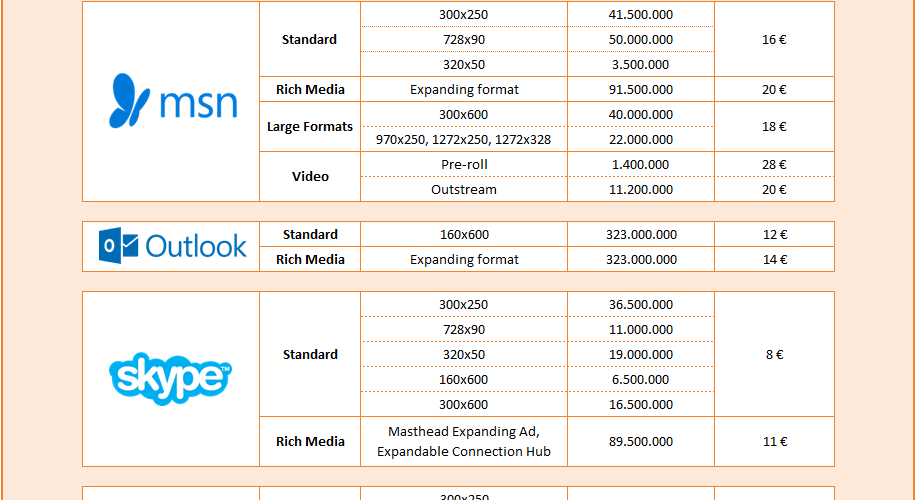 msn
Standard
300x250
41.500.000
16 €
728x90
50.000.000
320x50
3.500.000
Rich Media
Expanding format
91.500.000
20 €
Large Formats
300x600
40.000.000
18 €
970x250, 1272x250, 1272x328
22.000.000
Video
Pre-roll
1.400.000
28 €
Outstream
11.200.000
20 €
Outlook
Standard
160x600
323.000.000
12 €
Rich Media
Expanding format
323.000.000
14 €
skype™
Standard
300x250
36.500.000
8 €
728x90
11.000.000
320x50
19.000.000
160x600
6.500.000
300x600
16.500.000
Rich Media
Masthead Expanding Ad,
Expandable Connection Hub
89.500.000
11 €
300x250